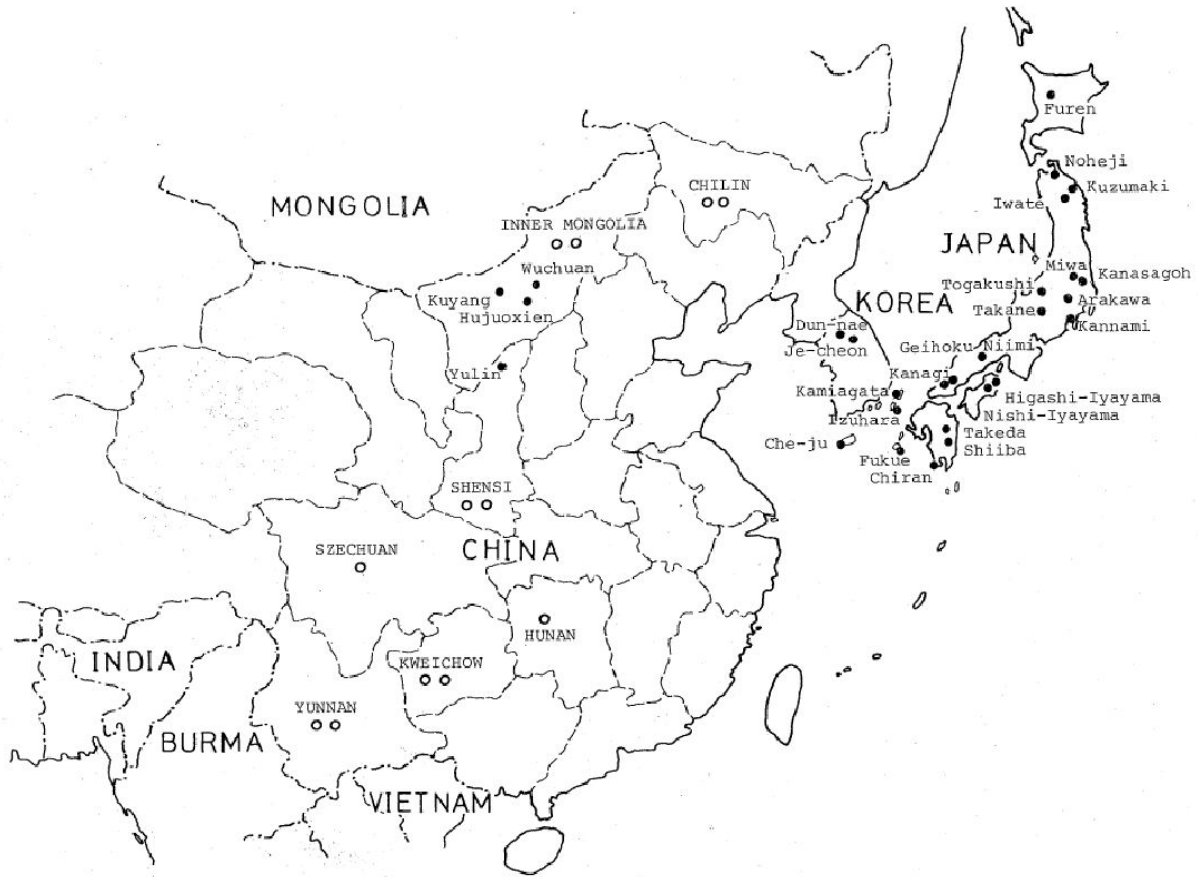 Furen
Noheji
CHILIN
Kuzumaki
MONGOLIA
Iwate
INNER MONGOLIA
JAPAN
Wuchuan
Miwa
Kanasagoh
Togakushi
Kuyang
KOREA
Arakawa
Hujuoxien
Takane
Dun-nae
Kannami
Je-cheon
Geihoku Niimi
Yulin
Kanagi
Kamiagata
Higashi-Iyayama
Izuhara
Nishi-Iyayama
Takeda
Che-ju
Shiiba
Fukue
Chiran
SHENSI
SZECHUAN
CHINA
HUNAN
INDIA
KWEICHOW
YUNNAN
BURMA
VIETNAM